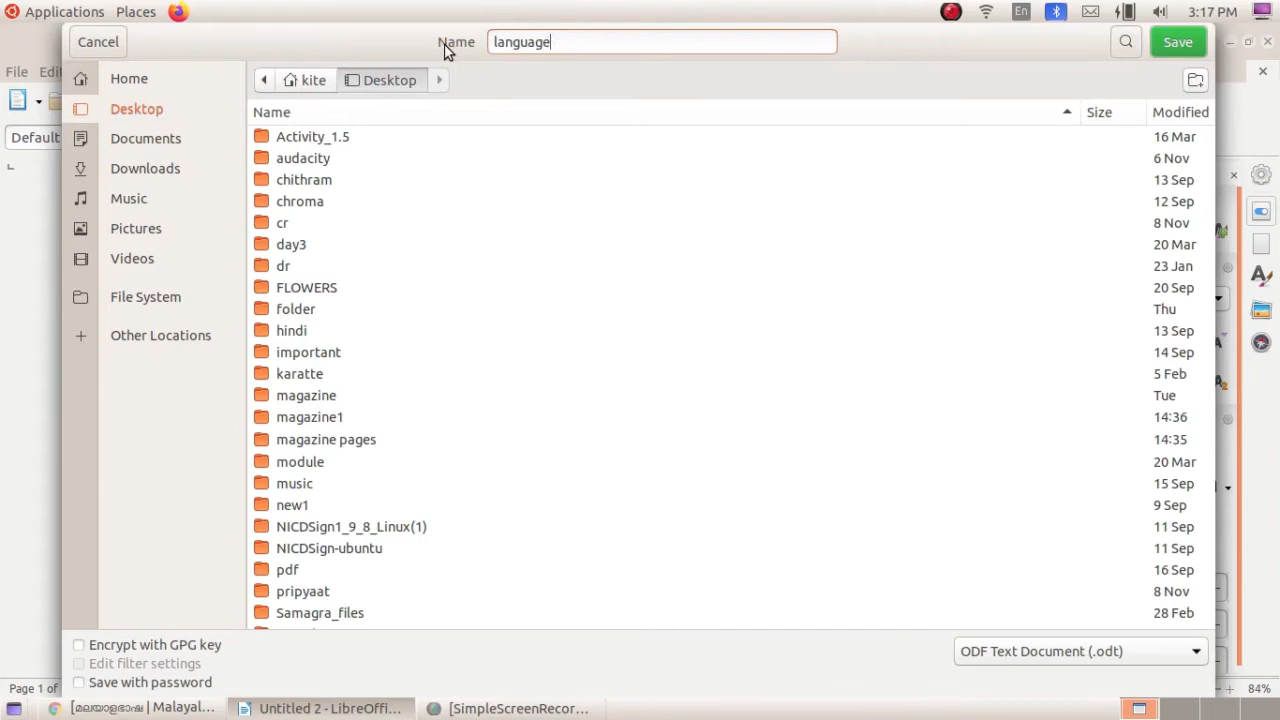 Applications Places En 3:17 PM
Cancel Name language Save
File Edi
kite Desktop
Default
Home
Desktop
Documents
Downloads
Music
Pictures
Videos
File System
+ Other Locations
Name Size Modified
Activity_1.5 16 Mar
audacity 6 Nov
chithram 13 Sep
chroma 12 Sep
cr 8 Nov
day3 20 Mar
dr 23 Jan
FLOWERS 20 Sep
folder Thu
hindi 13 Sep
important 14 Sep
karatte 5 Feb
magazine Tue
magazine1 14:36
magazine pages 14:35
module 20 Mar
music 15 Sep
new1 9 Sep
NICDSign1_9_8_Linux(1) 11 Sep
NICDSign-ubuntu 11 Sep
pdf 16 Sep
pripyaat 8 Nov
Samagra_files 28 Feb
Encrypt with GPG key
Edit filter settings
Save with password
ODF Text Document (.odt)
Page 1 of 84%
[മലയാളഭാഷ | Malayal... Untitled 2 - LibreOffi... [SimpleScreenRecor...